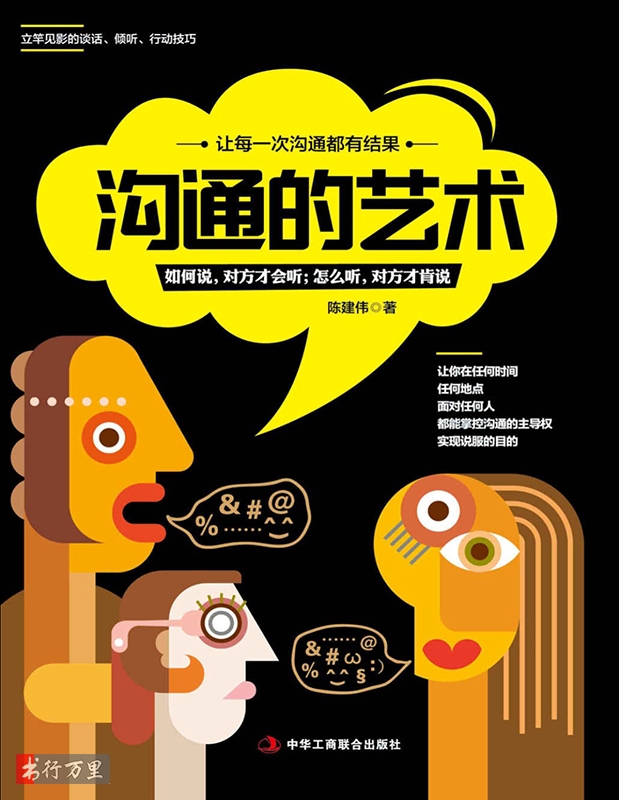 立竿见影的谈话、倾听、行动技巧
让每一次沟通都有结果
沟通的艺术
如何说，对方才会听；怎么听，对方才肯说
陈建伟◎著
让你在任何时间
任何地点
面对任何人
都能掌控沟通的主导权
实现说服的目的
&#@
%······^^
······@
&#ω:)
%^^§
中华工商联合出版社
书行万里